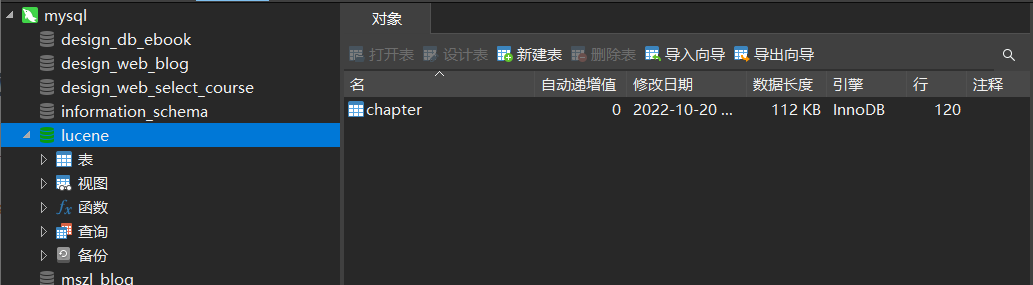 mysql
design_db_ebook
design_web_blog
design_web_select_course
information_schema
lucene
表
视图
fx 函数
查询
备份
mszl_blog
对象
打开表 设计表 新建表 删除表 导入向导 导出向导
名 自动递增值 修改日期 数据长度 引擎 行 注释
chapter 0 2022-10-20 ... 112 KB InnoDB 120